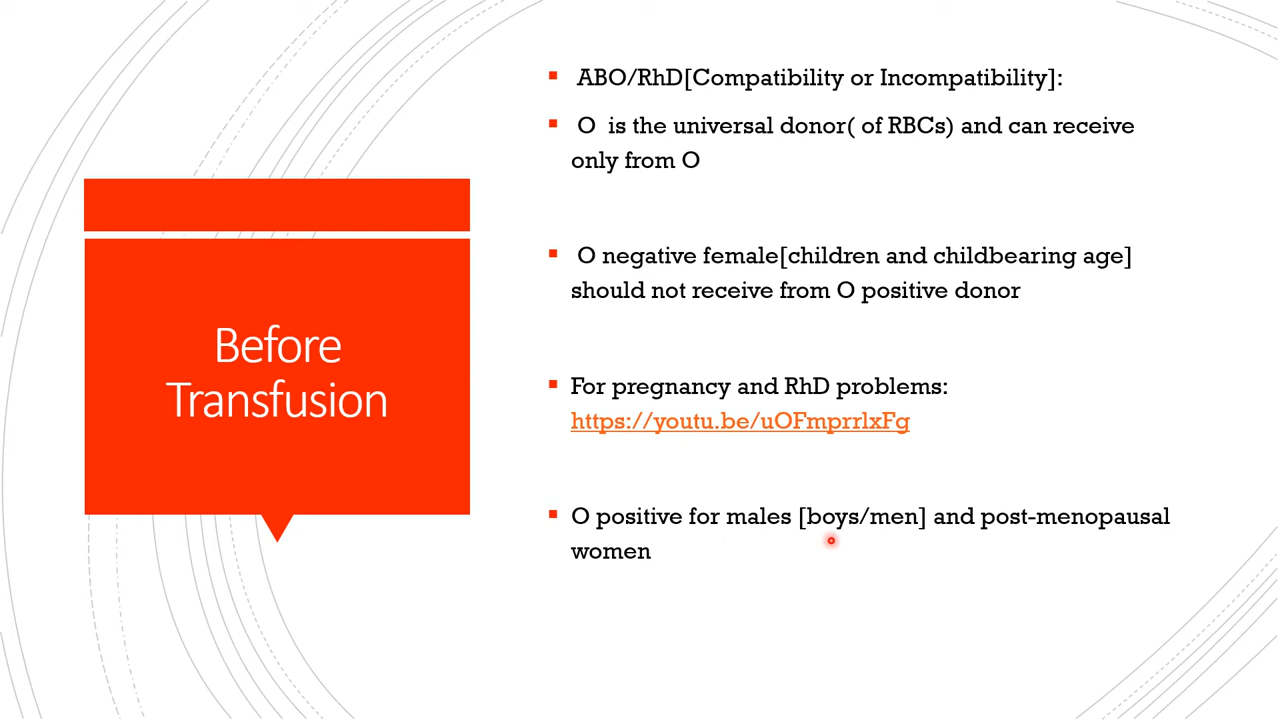 Before
Transfusion
ABO/RhD[Compatibility or Incompatibility]:
O is the universal donor( of RBCs) and can receive
only from O
O negative female[children and childbearing age]
should not receive from O positive donor
For pregnancy and RhD problems:
https://youtu.be/uOFmprrlxFg
O positive for males [boys/men] and post-menopausal
women